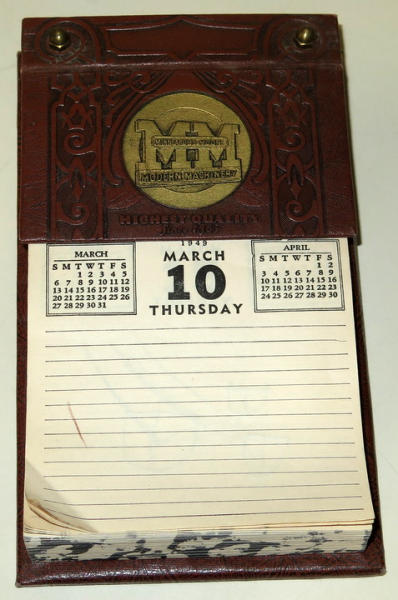 MM
MINNEAPOLIS-MOLINE
MODERN MACHINERY
HIGHEST QUALITY
1949
MARCH
10
THURSDAY
MARCH
S M T W T F S
1 2 3 4 5
6 7 8 9 10 11 12
13 14 15 16 17 18 19
20 21 22 23 24 25 26
27 28 29 30 31
APRIL
S M T W T F S
1 2
3 4 5 6 7 8 9
10 11 12 13 14 15 16
17 18 19 20 21 22 23
24 25 26 27 28 29 30